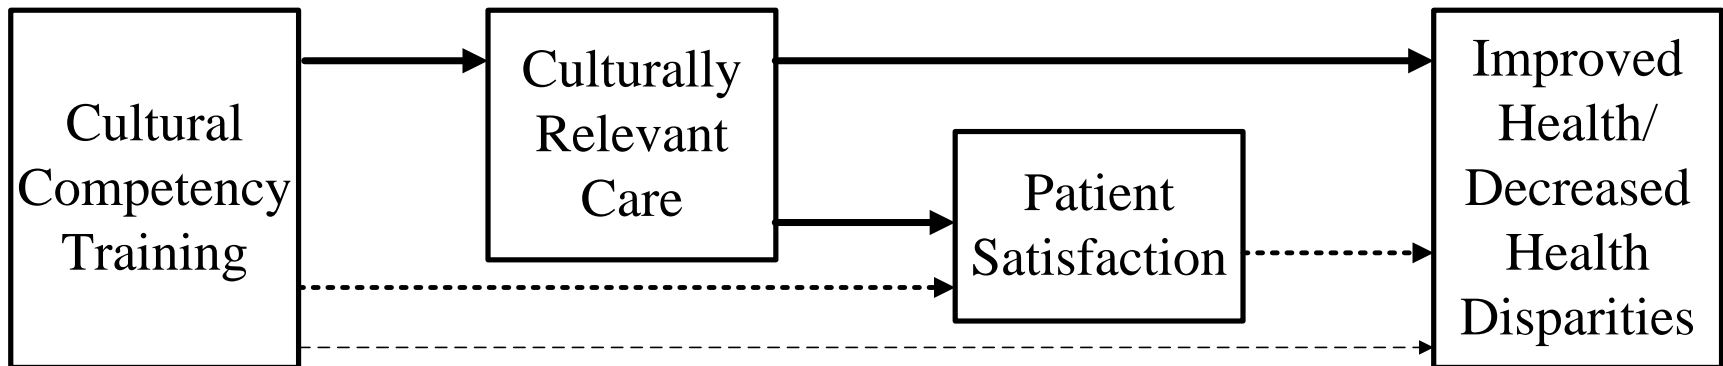 Cultural
Competency
Training
Culturally
Relevant
Care
Patient
Satisfaction
Improved
Health/
Decreased
Health
Disparities